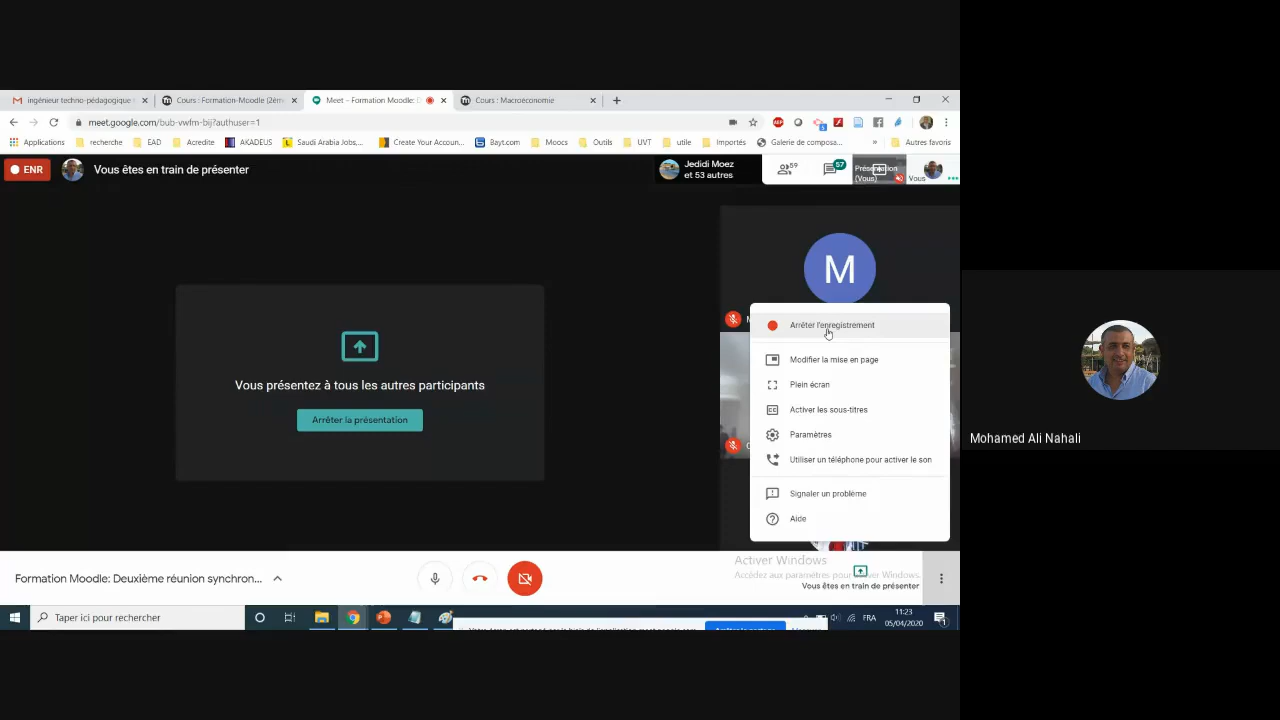 ingénieur techno-pédagogique
Cours : Formation-Moodle (2èm
Meet – Formation Moodle: D
Cours : Macroéconomie
meet.google.com/bub-vwfm-bij?authuser=1
Applications
recherche
EAD
Acredite
AKADEUS
Saudi Arabia Jobs,...
Create Your Accoun...
Bayt.com
Moocs
Outils
UVT
utile
Importés
Galerie de composa...
»
Autres favoris
ENR
Vous êtes en train de présenter
Jedidi Moez
et 53 autres
59
57
Présentation
(Vous)
Vous
M
Arrêter l'enregistrement
Modifier la mise en page
Plein écran
Activer les sous-titres
Paramètres
Utiliser un téléphone pour activer le son
Signaler un problème
Aide
Vous présentez à tous les autres participants
Arrêter la présentation
Mohamed Ali Nahali
Activer Windows
Accédez aux paramètres pour activer Windows.
Formation Moodle: Deuxième réunion synchron...
Vous êtes en train de présenter
Taper ici pour rechercher
FRA
11:23
05/04/2020